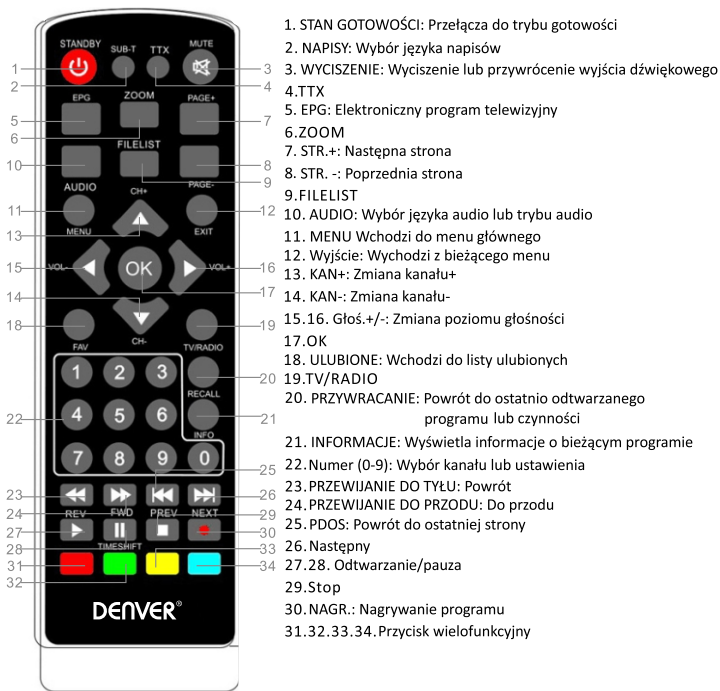 STANDBY SUB-T TTX MUTE
1 2 4 3
EPG ZOOM PAGE+
5 6 7
FILELIST
10 9 8
AUDIO CH+ PAGE-
11 12
MENU EXIT
13
15 VOL- OK VOL+ 16
14 17
18 19
FAV CH- TV/RADIO
1 2 3
20
RECALL
4 5 6
22 21
INFO
7 8 9 0
25
23 26
24 29
REV FWD PREV NEXT
27 30
28 TIMESHIFT 33
31 34
32
DENVER®
1. STAN GOTOWOŚCI: Przełącza do trybu gotowości
2. NAPISY: Wybór języka napisów
3. WYCISZENIE: Wyciszenie lub przywrócenie wyjścia dźwiękowego
4.TTX
5. EPG: Elektroniczny program telewizyjny
6.ZOOM
7. STR.+: Następna strona
8. STR. -: Poprzednia strona
9.FILELIST
10. AUDIO: Wybór języka audio lub trybu audio
11. MENU Wchodzi do menu głównego
12. Wyjście: Wychodzi z bieżącego menu
13. KAN+: Zmiana kanału+
14. KAN-: Zmiana kanału-
15.16. Głoś.+/-: Zmiana poziomu głośności
17.OK
18. ULUBIONE: Wchodzi do listy ulubionych
19.TV/RADIO
20. PRZYWRACANIE: Powrót do ostatnio odtwarzanego
programu lub czynności
21. INFORMACJE: Wyświetla informacje o bieżącym programie
22.Numer (0-9): Wybór kanału lub ustawienia
23.PRZEWIJANIE DO TYŁU: Powrót
24.PRZEWIJANIE DO PRZODU: Do przodu
25.PDOS: Powrót do ostatniej strony
26.Następny
27.28. Odtwarzanie/pauza
29.Stop
30.NAGR.: Nagrywanie programu
31.32.33.34.Przycisk wielofunkcyjny